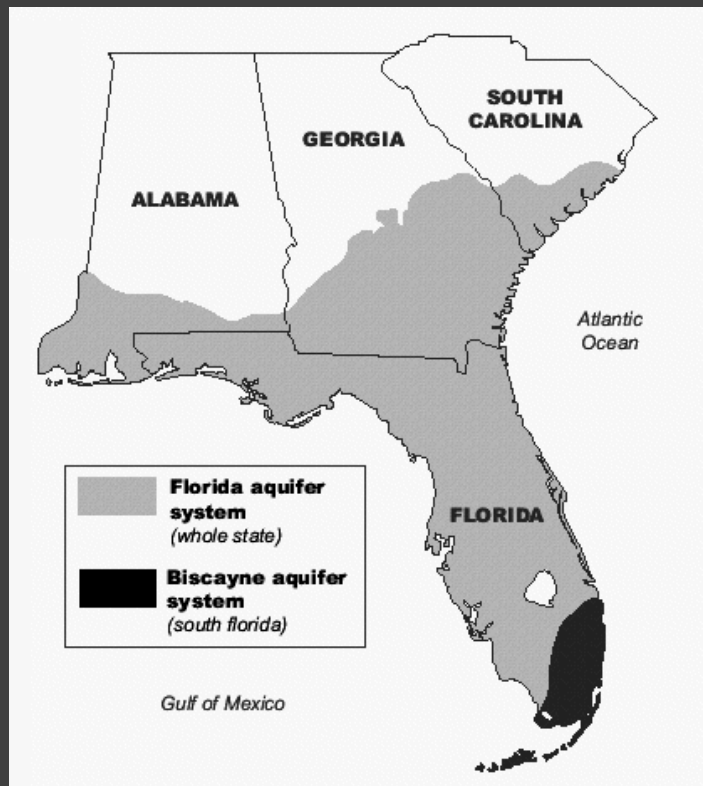 SOUTH
CAROLINA
GEORGIA
ALABAMA
Atlantic
Ocean
Florida aquifer
system
(whole state)
FLORIDA
Biscayne aquifer
system
(south florida)
Gulf of Mexico